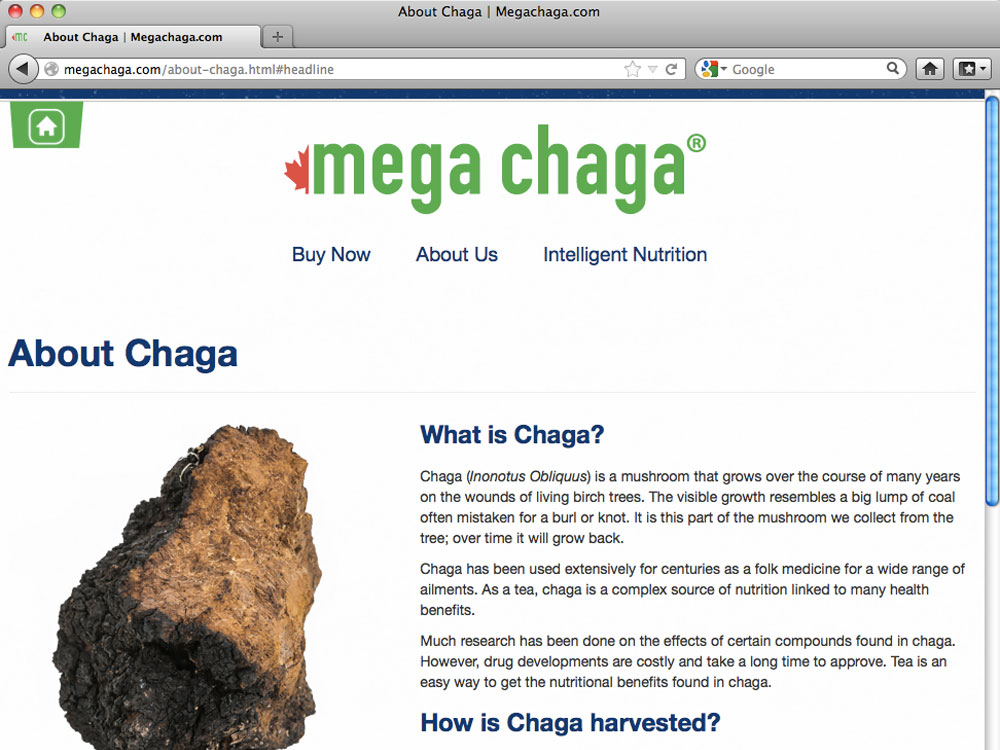 About Chaga | Megachaga.com
mc About Chaga | Megachaga.com
megachaga.com/about-chaga.html#headline
Google
mega chaga®
Buy Now About Us Intelligent Nutrition
About Chaga
What is Chaga?
Chaga (Inonotus Obliquus) is a mushroom that grows over the course of many years
on the wounds of living birch trees. The visible growth resembles a big lump of coal
often mistaken for a burl or knot. It is this part of the mushroom we collect from the
tree; over time it will grow back.
Chaga has been used extensively for centuries as a folk medicine for a wide range of
ailments. As a tea, chaga is a complex source of nutrition linked to many health
benefits.
Much research has been done on the effects of certain compounds found in chaga.
However, drug developments are costly and take a long time to approve. Tea is an
easy way to get the nutritional benefits found in chaga.
How is Chaga harvested?